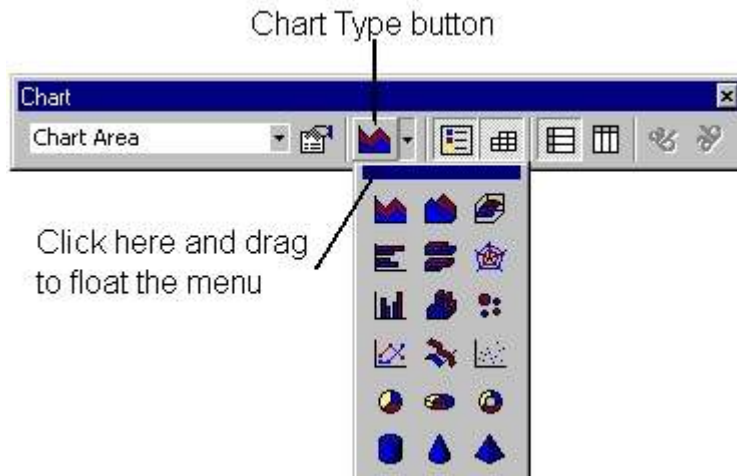 Chart Type button
Chart
Chart Area
Click here and drag
to float the menu